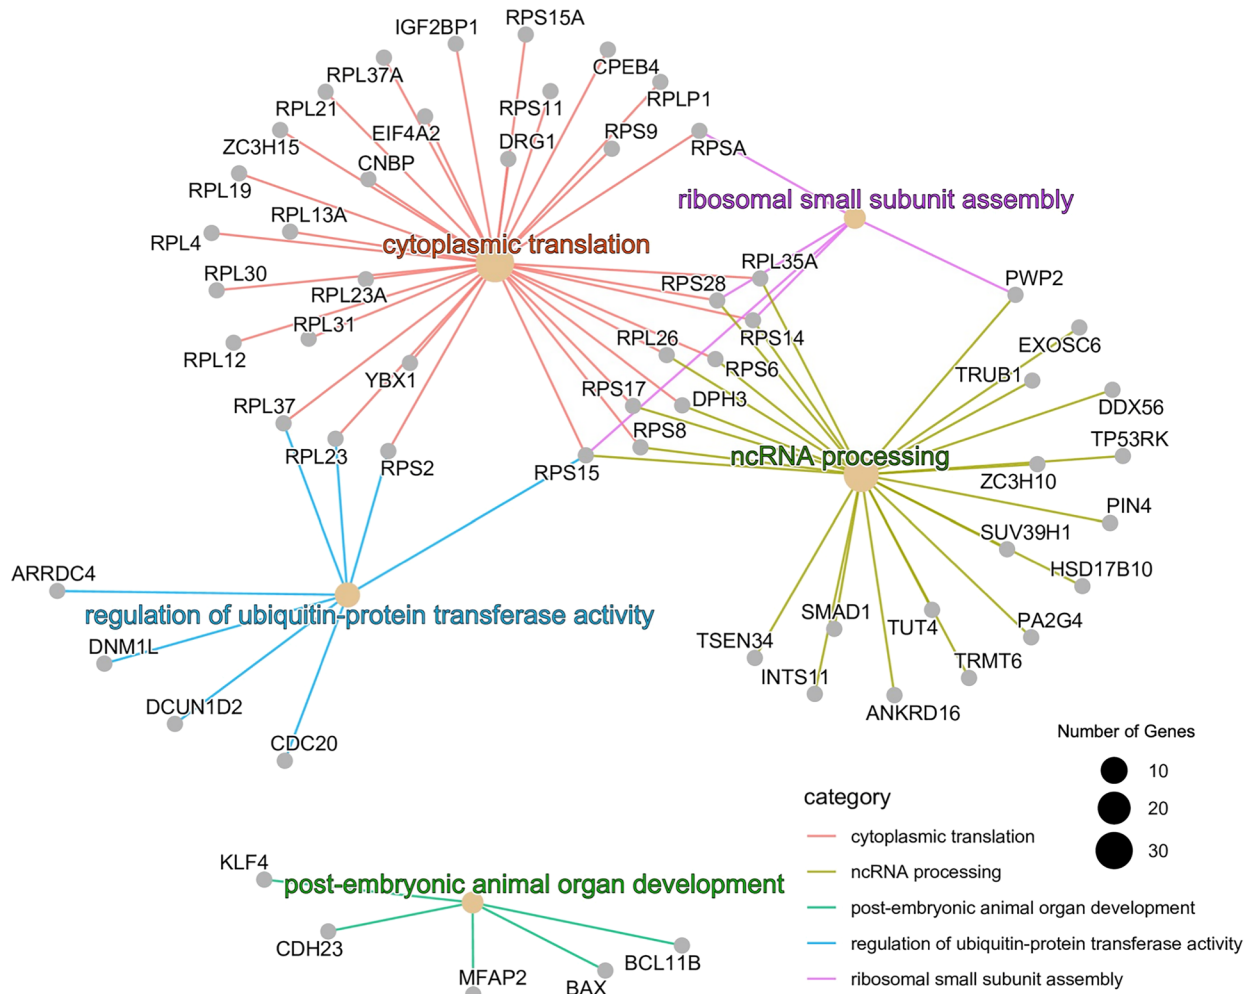 RPS15A
IGF2BP1
CPEB4
RPL37A
RPLP1
RPL21
RPS11
EIF4A2
RPS9
ZC3H15
DRG1
RPSA
CNBP
RPL19
ribosomal small subunit assembly
RPL13A
RPL4
cytoplasmic translation
RPL35A
RPL30
RPS28
PWP2
RPL23A
RPL31
RPL26
RPS14
EXOSC6
RPL12
RPS6
TRUB1
YBX1
RPS17
DPH3
RPL37
DDX56
RPS8
TP53RK
RPL23
RPS2
RPS15
ncRNA processing
ZC3H10
PIN4
SUV39H1
ARRDC4
HSD17B10
regulation of ubiquitin-protein transferase activity
SMAD1
TUT4
PA2G4
DNM1L
TSEN34
TRMT6
INTS11
DCUN1D2
ANKRD16
CDC20
Number of Genes
10
20
30
category
cytoplasmic translation
ncRNA processing
post-embryonic animal organ development
regulation of ubiquitin-protein transferase activity
ribosomal small subunit assembly
KLF4
post-embryonic animal organ development
CDH23
BCL11B
MFAP2
BAX